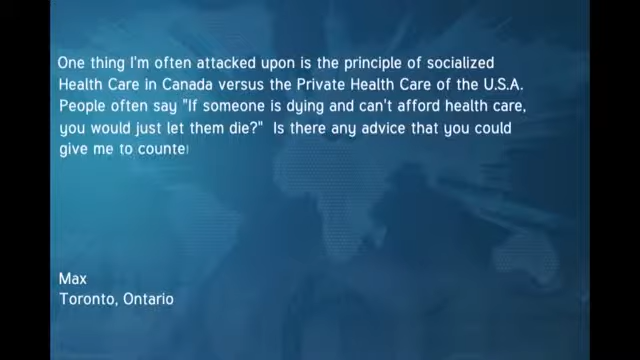 One thing I'm often attacked upon is the principle of socialized
Health Care in Canada versus the Private Health Care of the U.S.A.
People often say "If someone is dying and can't afford health care,
you would just let them die?"  Is there any advice that you could
give me to counte
Max
Toronto, Ontario